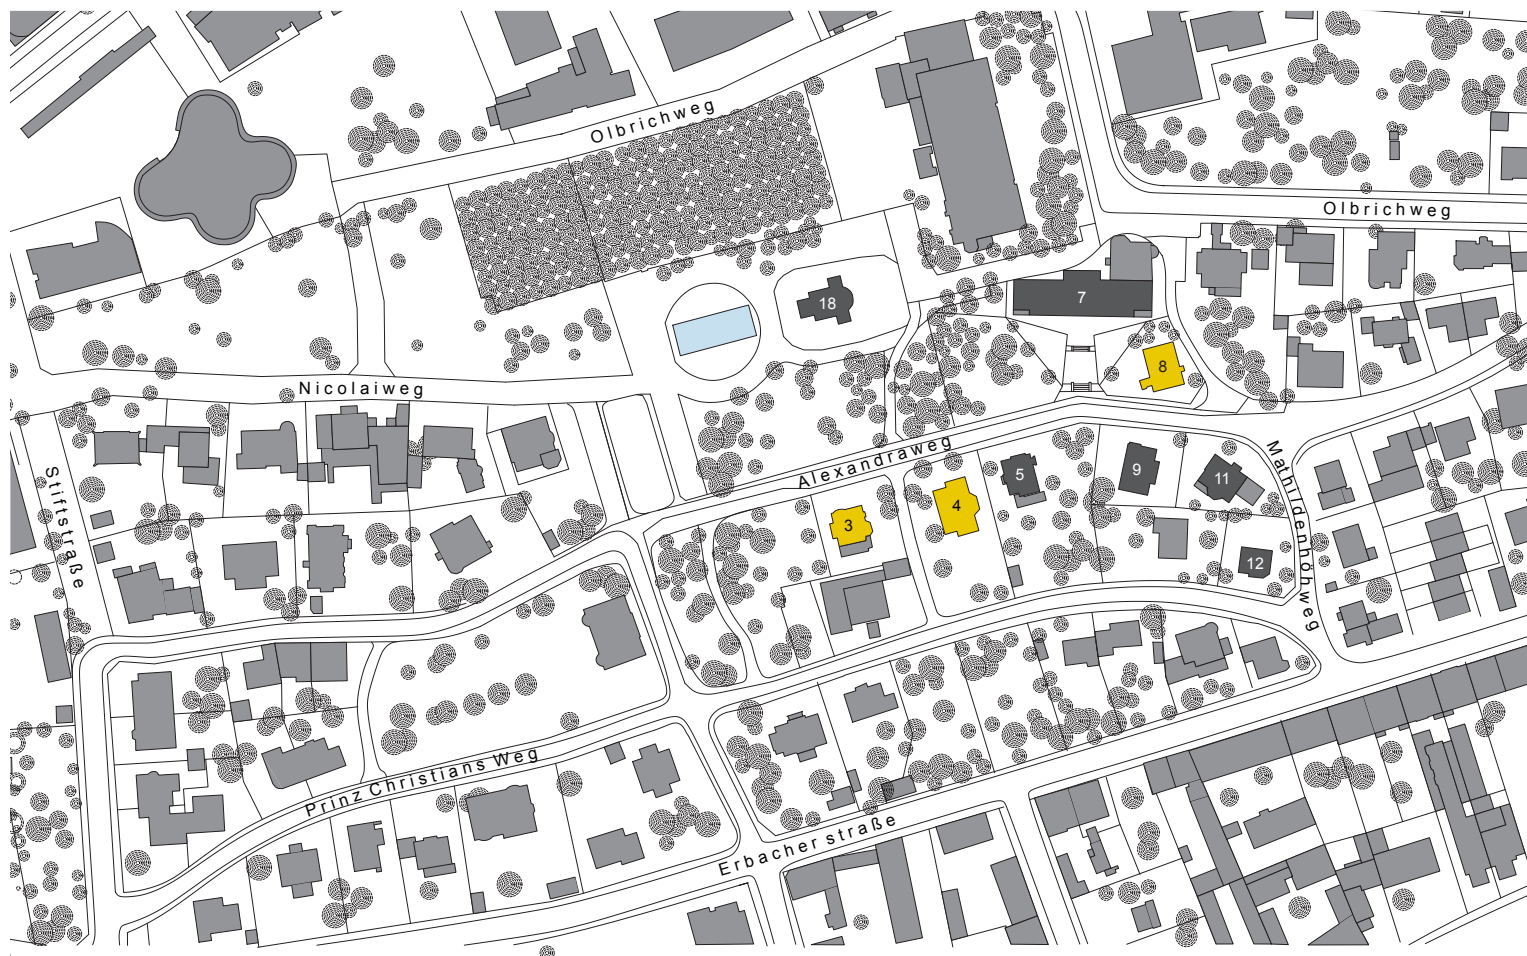 Olbrichweg
Olbrichweg
18
7
8
Nicolaiweg
Alexandraweg
Mathildenhöhweg
Stiftstraße
5
9
11
4
3
12
Prinz Christians Weg
Erbacher straße